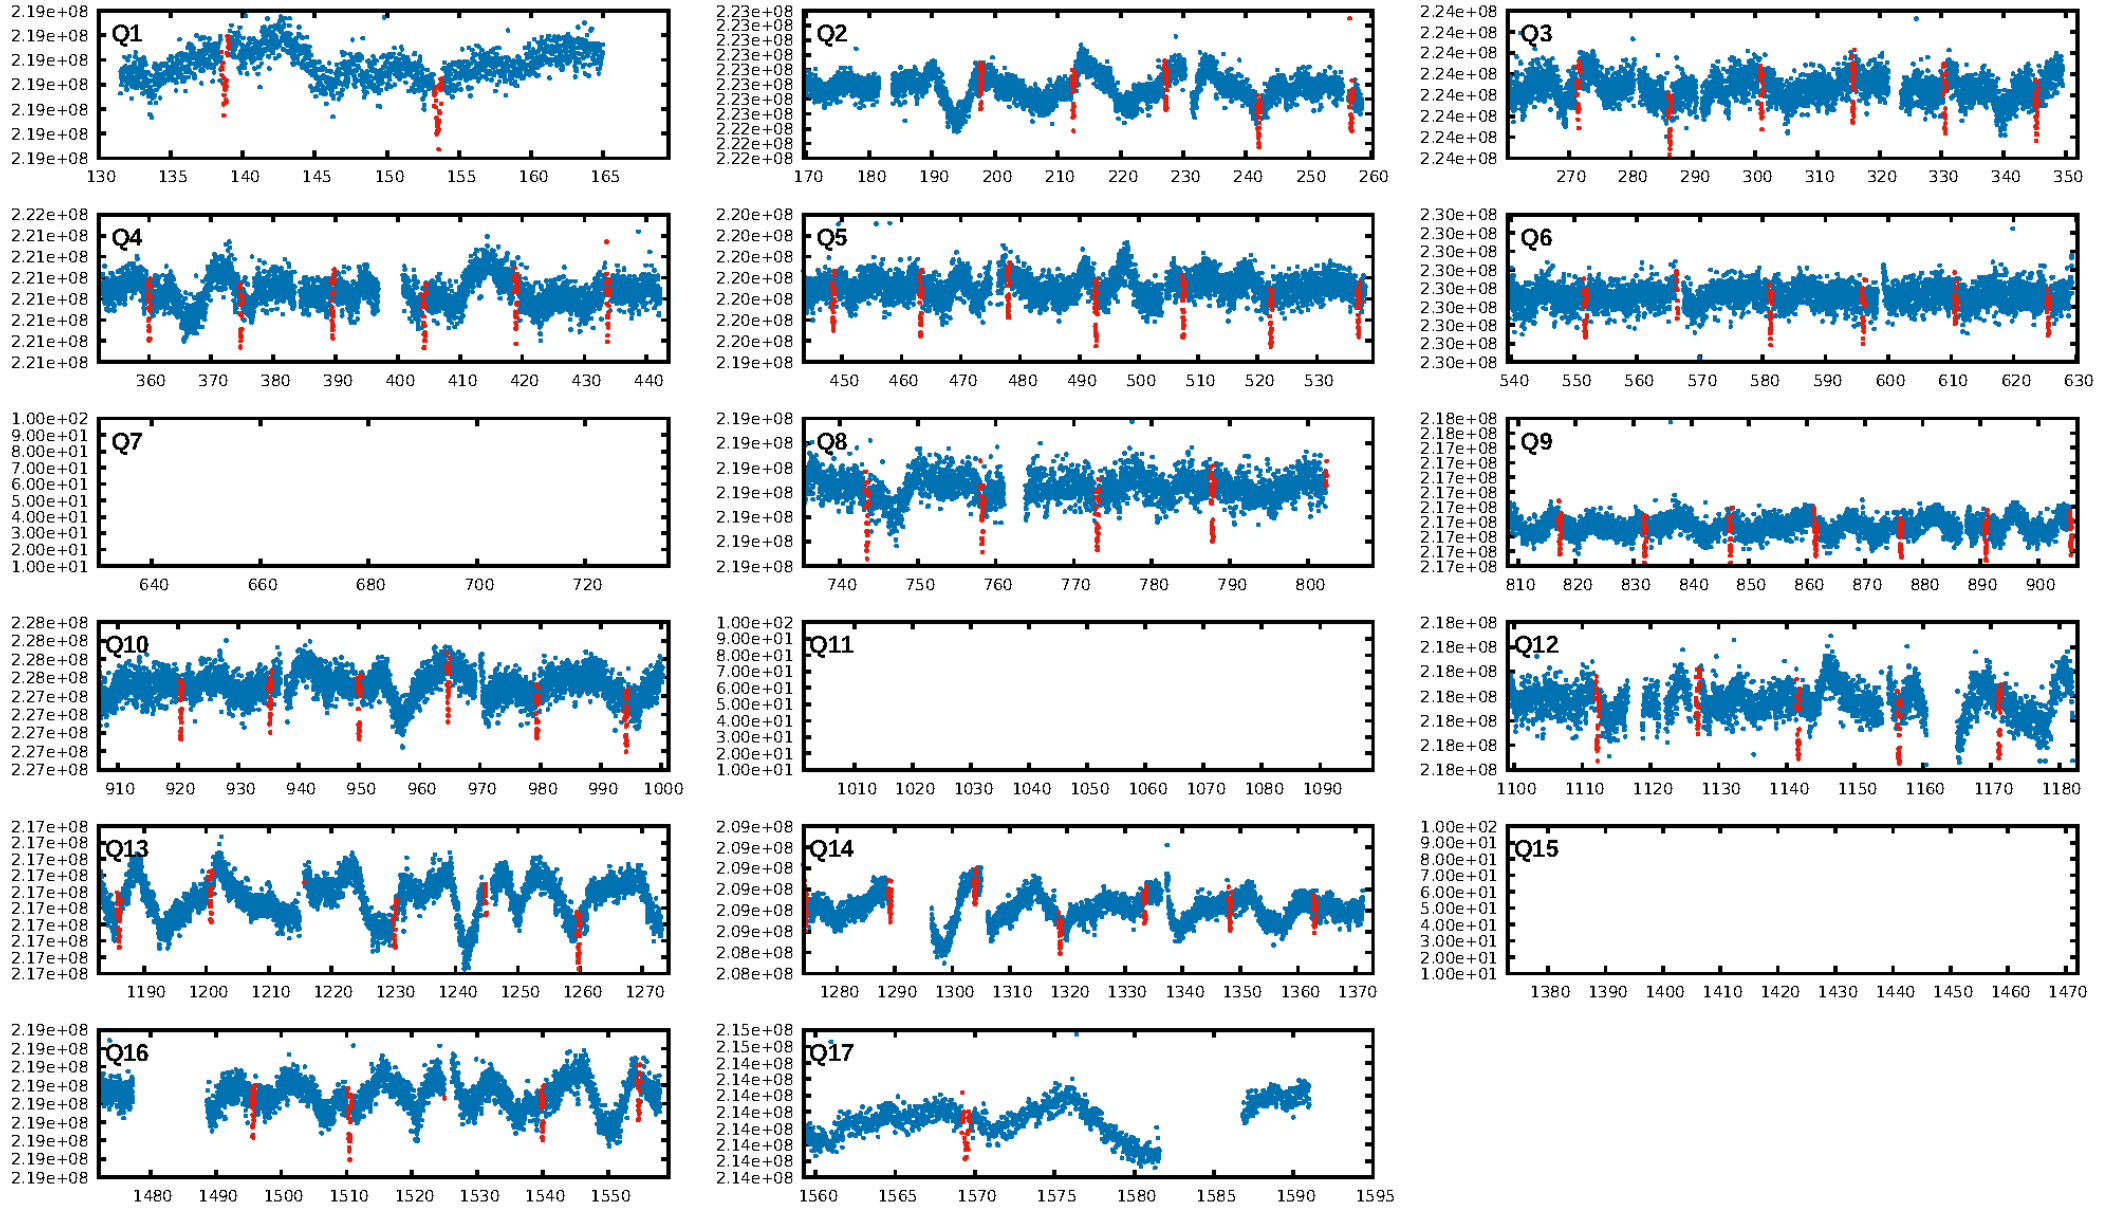 Q1
2.19e+08
2.19e+08
2.19e+08
2.19e+08
2.19e+08
2.19e+08
2.19e+08
130 135 140 145 150 155 160 165
Q2
2.23e+08
2.23e+08
2.23e+08
2.23e+08
2.23e+08
2.23e+08
2.23e+08
2.23e+08
2.22e+08
2.22e+08
2.22e+08
170 180 190 200 210 220 230 240 250 260
Q3
2.24e+08
2.24e+08
2.24e+08
2.24e+08
2.24e+08
2.24e+08
2.24e+08
2.24e+08
270 280 290 300 310 320 330 340 350
Q4
2.22e+08
2.21e+08
2.21e+08
2.21e+08
2.21e+08
2.21e+08
2.21e+08
2.21e+08
360 370 380 390 400 410 420 430 440
Q5
2.20e+08
2.20e+08
2.20e+08
2.20e+08
2.20e+08
2.20e+08
2.20e+08
2.19e+08
450 460 470 480 490 500 510 520 530
Q6
2.30e+08
2.30e+08
2.30e+08
2.30e+08
2.30e+08
2.30e+08
2.30e+08
2.30e+08
2.30e+08
540 550 560 570 580 590 600 610 620 630
Q7
1.00e+02
9.00e+01
8.00e+01
7.00e+01
6.00e+01
5.00e+01
4.00e+01
3.00e+01
2.00e+01
1.00e+01
640 660 680 700 720
Q8
2.19e+08
2.19e+08
2.19e+08
2.19e+08
2.19e+08
2.19e+08
2.19e+08
740 750 760 770 780 790 800
Q9
2.18e+08
2.18e+08
2.17e+08
2.17e+08
2.17e+08
2.17e+08
2.17e+08
2.17e+08
2.17e+08
2.17e+08
2.17e+08
810 820 830 840 850 860 870 880 890 900
Q10
2.28e+08
2.28e+08
2.28e+08
2.28e+08
2.27e+08
2.27e+08
2.27e+08
2.27e+08
2.27e+08
910 920 930 940 950 960 970 980 990 1000
Q11
1.00e+02
9.00e+01
8.00e+01
7.00e+01
6.00e+01
5.00e+01
4.00e+01
3.00e+01
2.00e+01
1.00e+01
1010 1020 1030 1040 1050 1060 1070 1080 1090
Q12
2.18e+08
2.18e+08
2.18e+08
2.18e+08
2.18e+08
2.18e+08
2.18e+08
1100 1110 1120 1130 1140 1150 1160 1170 1180
Q13
2.17e+08
2.17e+08
2.17e+08
2.17e+08
2.17e+08
2.17e+08
2.17e+08
2.17e+08
2.17e+08
2.17e+08
1190 1200 1210 1220 1230 1240 1250 1260 1270
Q14
2.09e+08
2.09e+08
2.09e+08
2.09e+08
2.09e+08
2.09e+08
2.08e+08
2.08e+08
1280 1290 1300 1310 1320 1330 1340 1350 1360 1370
Q15
1.00e+02
9.00e+01
8.00e+01
7.00e+01
6.00e+01
5.00e+01
4.00e+01
3.00e+01
2.00e+01
1.00e+01
1380 1390 1400 1410 1420 1430 1440 1450 1460 1470
Q16
2.19e+08
2.19e+08
2.19e+08
2.19e+08
2.19e+08
2.19e+08
2.19e+08
2.19e+08
2.19e+08
1480 1490 1500 1510 1520 1530 1540 1550
Q17
2.15e+08
2.15e+08
2.15e+08
2.14e+08
2.14e+08
2.14e+08
2.14e+08
2.14e+08
2.14e+08
2.14e+08
1560 1565 1570 1575 1580 1585 1590 1595